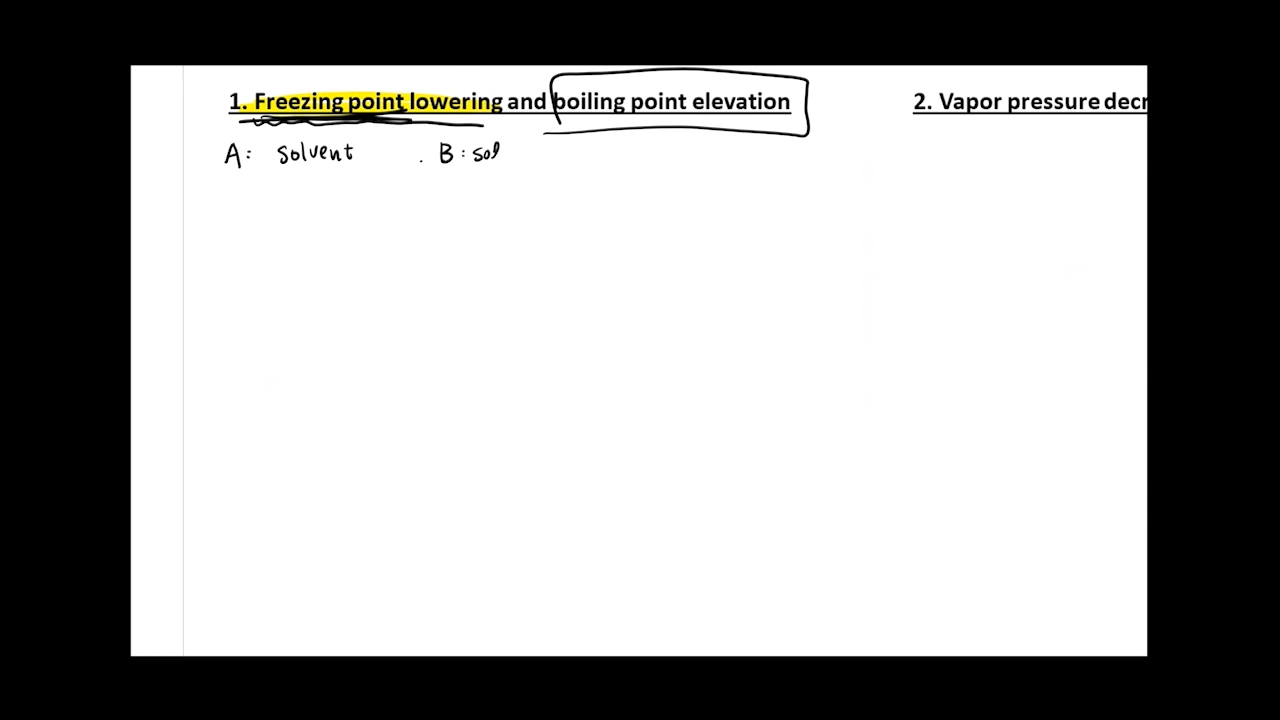 1. Freezing point lowering and boiling point elevation
2. Vapor pressure decr
A: solvent . B: sol